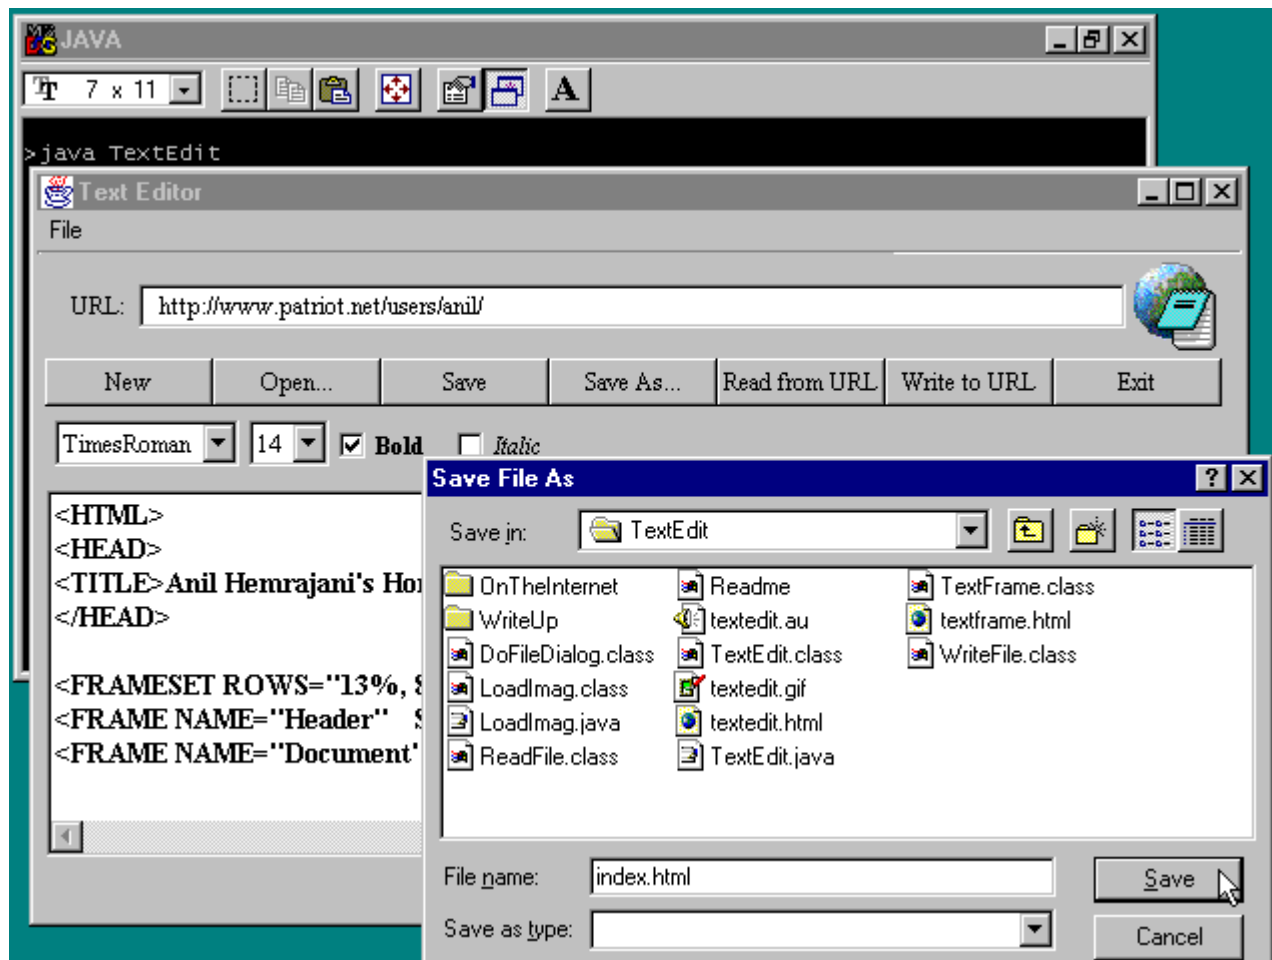 JAVA
7 x 11
A
>java TextEdit
Text Editor
File
URL: http://www.patriot.net/users/anil/
New Open... Save Save As... Read from URL Write to URL Exit
TimesRoman 14 Bold Italic
<HTML>
<HEAD>
<TITLE>Anil Hemrajani's
</HEAD>
<FRAMESET ROWS="13%,
<FRAME NAME="Header"
<FRAME NAME="Document"
Save File As
Save in: TextEdit
OnTheInternet Readme TextFrame.class
WriteUp textedit.au textframe.html
DoFileDialog.class TextEdit.class WriteFile.class
LoadImag.class textedit.gif
LoadImag.java textedit.html
ReadFile.class TextEdit.java
File name: index.html Save
Save as type: Cancel